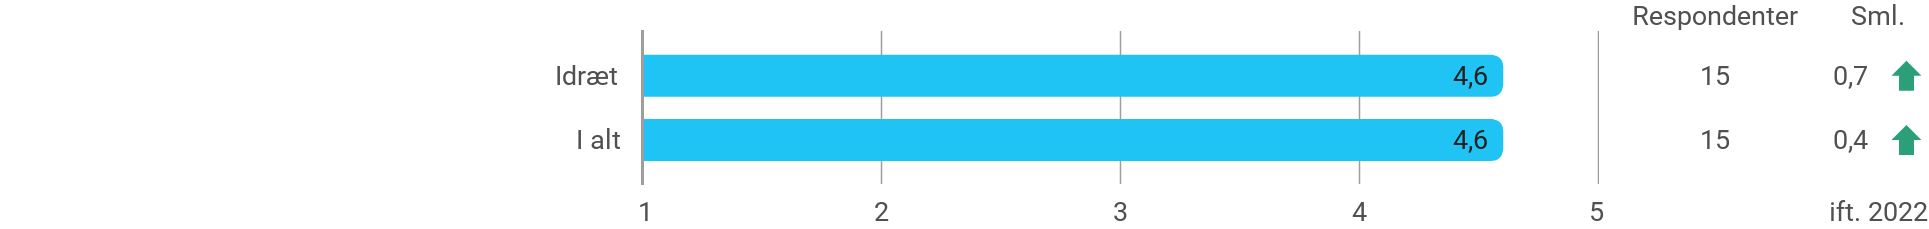 Respondenter Sml.
Idræt 4,6 15 0,7
I alt 4,6 15 0,4
1 2 3 4 5 ift. 2022